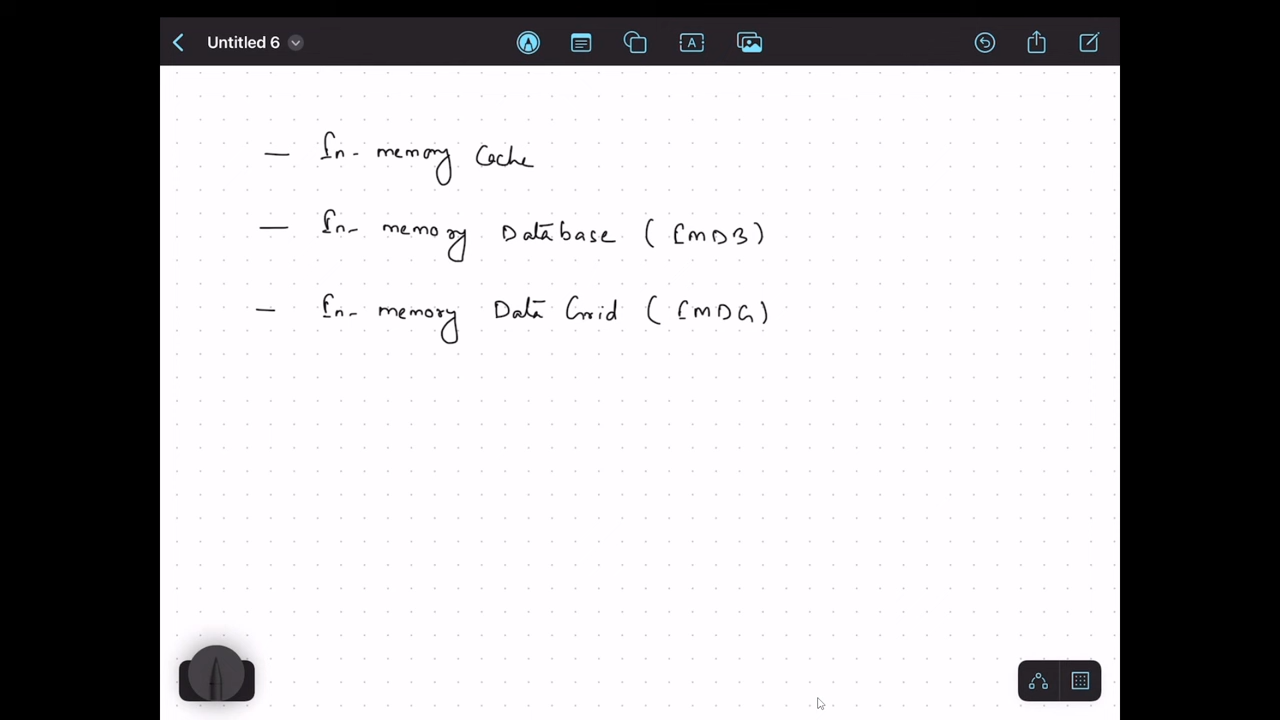 Untitled 6
A
— In-memory Cache
— In-memory Database (IMDB)
— In-memory Data Grid (IMDG)